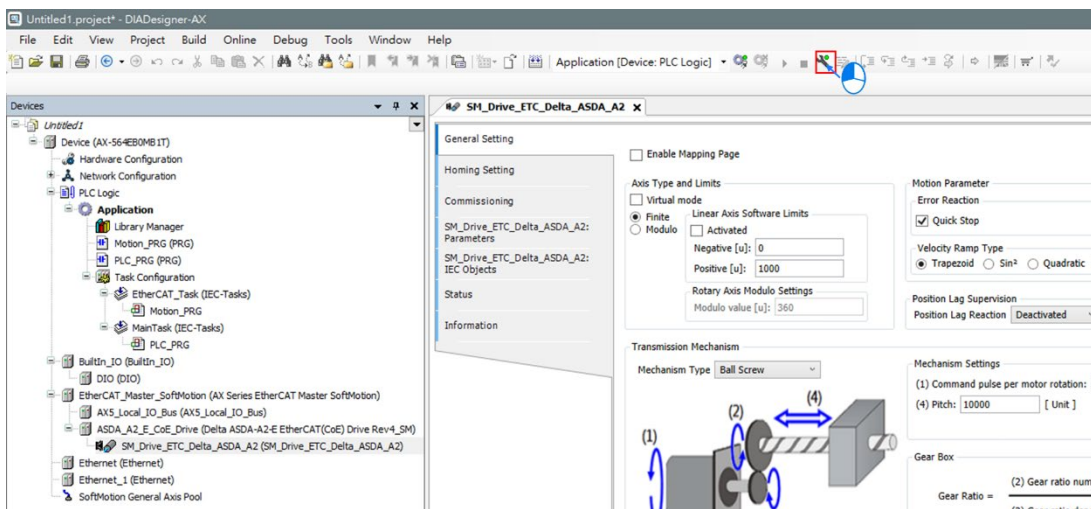 Untitled1.project* - DIADesigner-AX
File Edit View Project Build Online Debug Tools Window Help
Application [Device: PLC Logic]
Devices
Untitled1
Device (AX-564EB0MB1T)
Hardware Configuration
Network Configuration
PLC Logic
Application
Library Manager
Motion_PRG (PRG)
PLC_PRG (PRG)
Task Configuration
EtherCAT_Task (IEC-Tasks)
Motion_PRG
MainTask (IEC-Tasks)
PLC_PRG
BuiltIn_IO (BuiltIn_IO)
DIO (DIO)
EtherCAT_Master_SoftMotion (AX Series EtherCAT Master SoftMotion)
AX5_Local_IO_Bus (AX5_Local_IO_Bus)
ASDA_A2_E_CoE_Drive (Delta ASDA-A2-E EtherCAT(CoE) Drive Rev4_SM)
SM_Drive_ETC_Delta_ASDA_A2 (SM_Drive_ETC_Delta_ASDA_A2)
Ethernet (Ethernet)
Ethernet_1 (Ethernet)
SoftMotion General Axis Pool
SM_Drive_ETC_Delta_ASDA_A2
General Setting
Homing Setting
Commissioning
SM_Drive_ETC_Delta_ASDA_A2:
Parameters
SM_Drive_ETC_Delta_ASDA_A2:
IEC Objects
Status
Information
Enable Mapping Page
Axis Type and Limits
Virtual mode
Finite
Modulo
Linear Axis Software Limits
Activated
Negative [u]: 0
Positive [u]: 1000
Rotary Axis Modulo Settings
Modulo value [u]: 360
Motion Parameter
Error Reaction
Quick Stop
Velocity Ramp Type
Trapezoid Sin² Quadratic
Position Lag Supervision
Position Lag Reaction Deactivated
Transmission Mechanism
Mechanism Type Ball Screw
(1)
(2)
(4)
Mechanism Settings
(1) Command pulse per motor rotation:
(4) Pitch: 10000 [ Unit ]
Gear Box
(2) Gear ratio num
Gear Ratio =